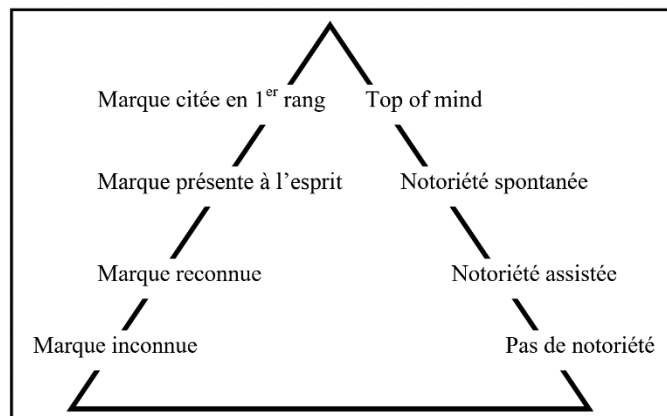 Marque citée en 1er rang Top of mind
Marque présente à l’esprit Notoriété spontanée
Marque reconnue Notoriété assistée
Marque inconnue Pas de notoriété